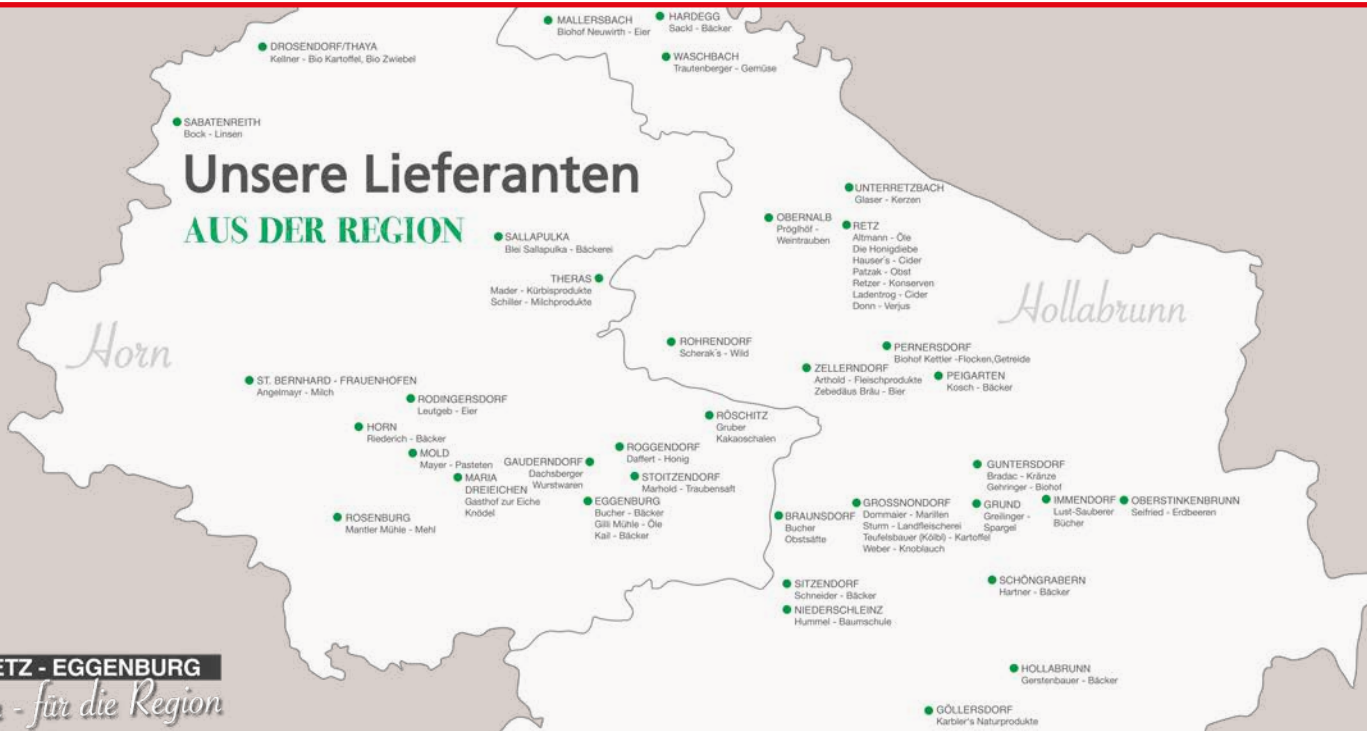 MALLERSBACH
Biohof Neuwirth - Eier
HARDEGG
Sackl - Bäcker
DROSENDORF/THAYA
Kellner - Bio Kartoffel, Bio Zwiebel
WASCHBACH
Trautenberger - Gemüse
SABATENREITH
Bock - Linsen
Unsere Lieferanten
AUS DER REGION
SALLAPULKA
Blei Sallapulka - Bäckerei
THERAS
Mader - Kürbisprodukte
Schiller - Milchprodukte
UNTERRETZBACH
Glaser - Kerzen
OBERNALB
Pröglhöf -
Weintrauben
RETZ
Altmann - Öle
Die Honigdiebe
Hauser's - Cider
Patzak - Obst
Retzer - Konserven
Ladentrog - Cider
Donn - Verjus
Hollabrunn
Horn
ROHRENDORF
Scherak's - Wild
PERNERSDORF
Biohof Kettler -Flocken,Getreide
ZELLERNDORF
Arthold - Fleischprodukte
Zebedäus Bräu - Bier
PEIGARTEN
Kosch - Bäcker
ST. BERNHARD - FRAUENHOFEN
Angelmayr - Milch
RODINGERSDORF
Leutgeb - Eier
HORN
Riederich - Bäcker
MOLD
Mayer - Pasteten
MARIA
DREIEICHEN
Gasthof zur Eiche
Knödel
GAUDERNDORF
Dachsberger
Wurstwaren
RÖSCHITZ
Gruber
Kakaoschalen
ROGGENDORF
Daffert - Honig
STOITZENDORF
Marhold - Traubensaft
EGGENBURG
Bucher - Bäcker
Gilli Mühle - Öle
Kail - Bäcker
ROSENBURG
Mantler Mühle - Mehl
GUNTERSDORF
Bradac - Kränze
Gehringer - Biohof
BRAUNSDORF
Bucher
Obstsäfte
GROSSNONDORF
Dommaier - Marillen
Sturm - Landfleischerei
Teufelsbauer (Kölbl) - Kartoffel
Weber - Knoblauch
GRUND
Greilinger -
Spargel
IMMENDORF
Lust-Sauberer
Bücher
OBERSTINKENBRUNN
Seifried - Erdbeeren
SITZENDORF
Schneider - Bäcker
NIEDERSCHLEINZ
Hummel - Baumschule
SCHÖNGRABERN
Hartner - Bäcker
HOLLABRUNN
Gerstenbauer - Bäcker
GÖLLERSDORF
Karbler's Naturprodukte
ETZ - EGGENBURG
- für die Region